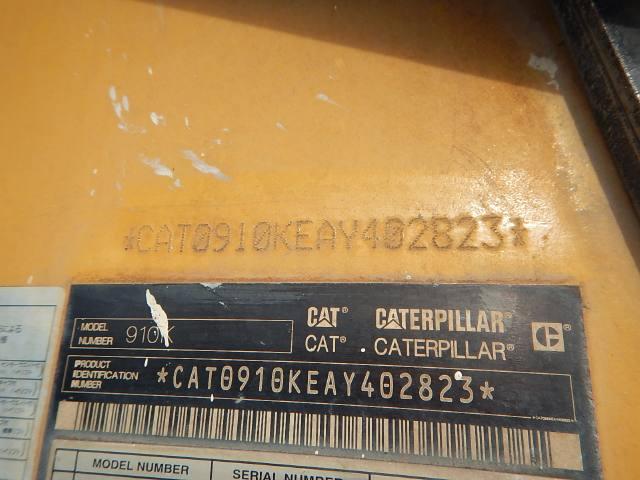 *CAT0910KEAY402823*
CAT CATERPILLAR
MODEL NUMBER 910K
CAT® CATERPILLAR®
PRODUCT IDENTIFICATION NUMBER *CAT0910KEAY402823*
MODEL NUMBER SERIAL NUMBER